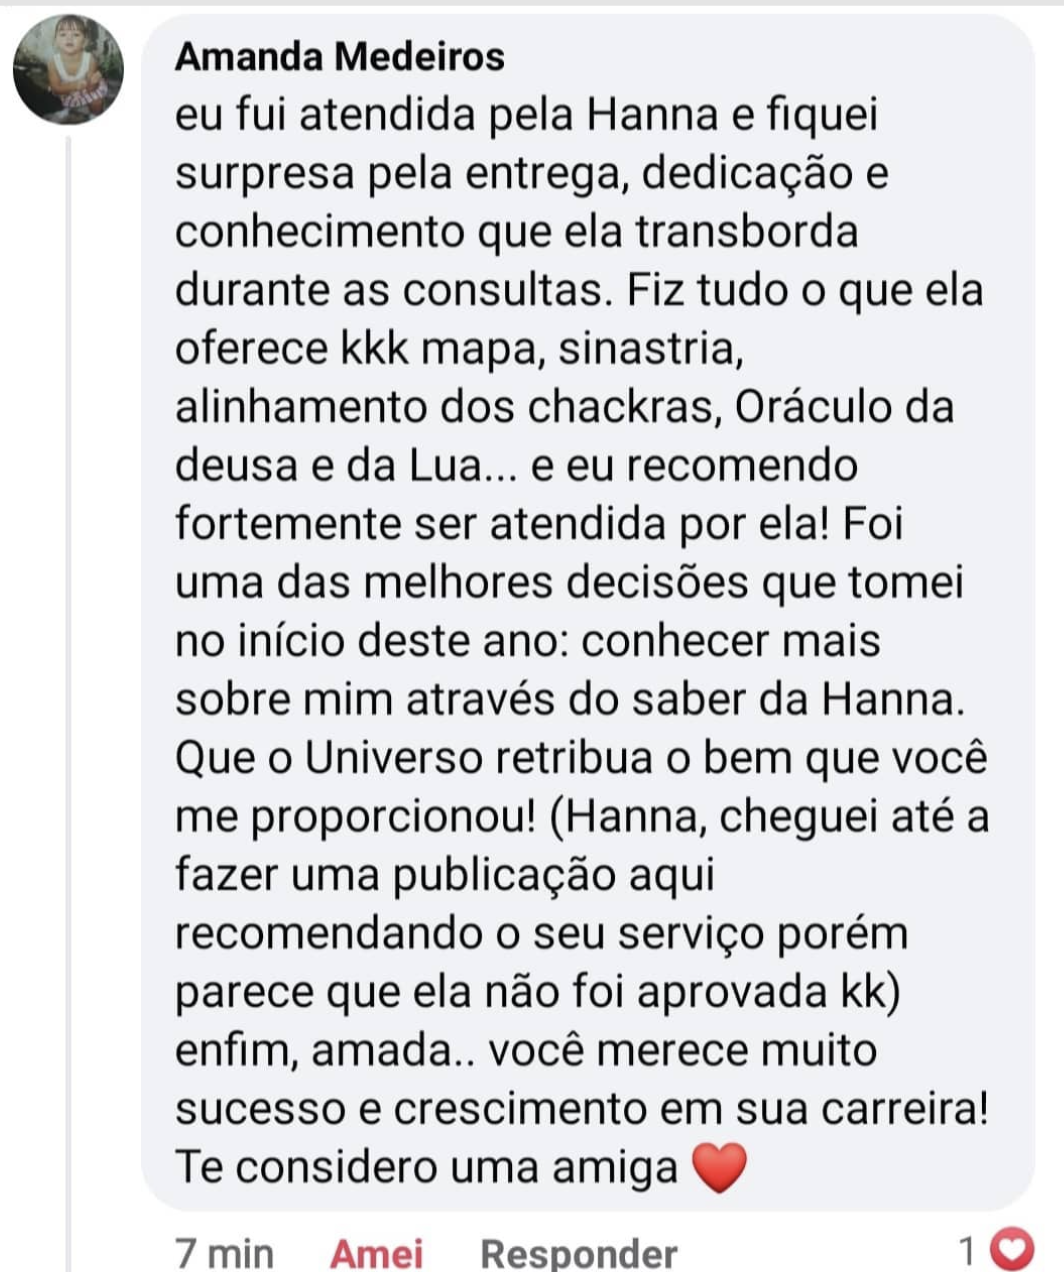 Amanda Medeiros
eu fui atendida pela Hanna e fiquei
surpresa pela entrega, dedicação e
conhecimento que ela transborda
durante as consultas. Fiz tudo o que ela
oferece kkk mapa, sinastria,
alinhamento dos chackras, Oráculo da
deusa e da Lua... e eu recomendo
fortemente ser atendida por ela! Foi
uma das melhores decisões que tomei
no início deste ano: conhecer mais
sobre mim através do saber da Hanna.
Que o Universo retribua o bem que você
me proporcionou! (Hanna, cheguei até a
fazer uma publicação aqui
recomendando o seu serviço porém
parece que ela não foi aprovada kk)
enfim, amada.. você merece muito
sucesso e crescimento em sua carreira!
Te considero uma amiga ❤️
7 min Amei Responder 1